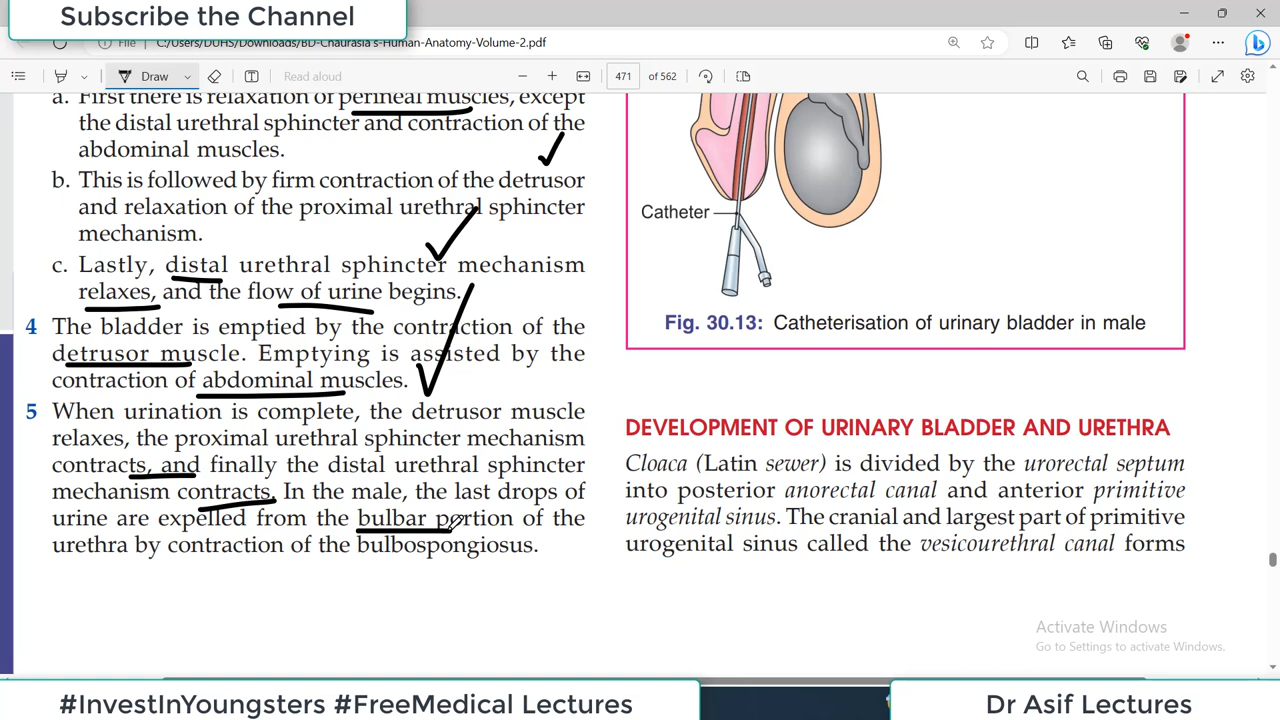 Subscribe the Channel
File
C:/Users/DUHS/Downloads/BD-Chaurasia's-Human-Anatomy-Volume-2.pdf
Draw
Read aloud
471
of 562
a. First there is relaxation of perineal muscles, except
the distal urethral sphincter and contraction of the
abdominal muscles.
b. This is followed by firm contraction of the detrusor
and relaxation of the proximal urethral sphincter
mechanism.
c. Lastly, distal urethral sphincter mechanism
relaxes, and the flow of urine begins.
4 The bladder is emptied by the contraction of the
detrusor muscle. Emptying is assisted by the
contraction of abdominal muscles.
5 When urination is complete, the detrusor muscle
relaxes, the proximal urethral sphincter mechanism
contracts, and finally the distal urethral sphincter
mechanism contracts. In the male, the last drops of
urine are expelled from the bulbar portion of the
urethra by contraction of the bulbospongiosus.
Catheter
Fig. 30.13: Catheterisation of urinary bladder in male
DEVELOPMENT OF URINARY BLADDER AND URETHRA
Cloaca (Latin sewer) is divided by the urorectal septum
into posterior anorectal canal and anterior primitive
urogenital sinus. The cranial and largest part of primitive
urogenital sinus called the vesicourethral canal forms
Activate Windows
Go to Settings to activate Windows.
#InvestInYoungsters #FreeMedical Lectures
Dr Asif Lectures